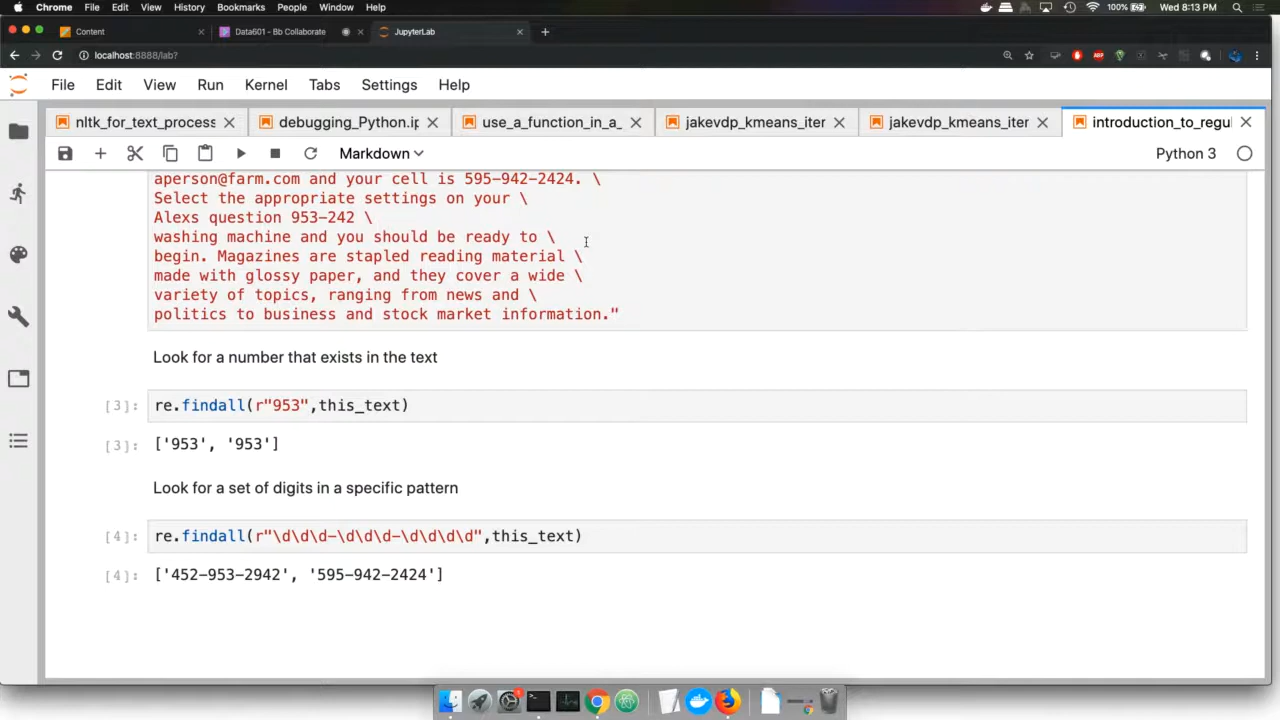 Chrome File Edit View History Bookmarks People Window Help 100% Wed 8:13 PM
Content Data601 - Bb Collaborate JupyterLab
localhost:8888/lab?
File Edit View Run Kernel Tabs Settings Help
nltk_for_text_process debugging_Python.ip use_a_function_in_a_ jakevdp_kmeans_iter jakevdp_kmeans_iter introduction_to_regul
Markdown Python 3
aperson@farm.com and your cell is 595-942-2424. \
Select the appropriate settings on your \
Alexs question 953-242 \
washing machine and you should be ready to \
begin. Magazines are stapled reading material \
made with glossy paper, and they cover a wide \
variety of topics, ranging from news and \
politics to business and stock market information."
Look for a number that exists in the text
[3]: re.findall(r"953",this_text)
[3]: ['953', '953']
Look for a set of digits in a specific pattern
[4]: re.findall(r"\d\d\d-\d\d\d-\d\d\d\d",this_text)
[4]: ['452-953-2942', '595-942-2424']